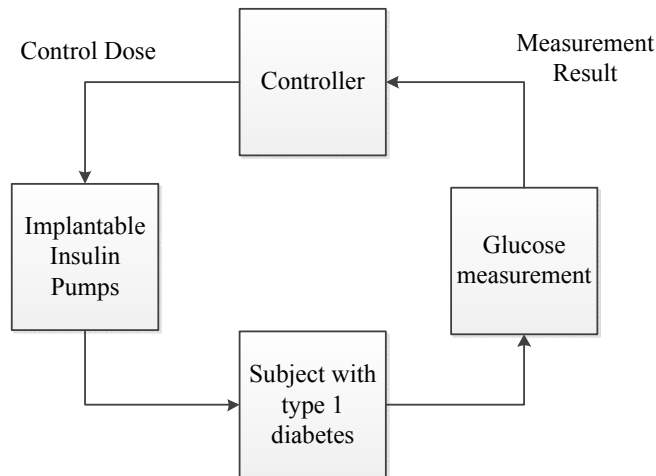 Control Dose
Controller
Measurement
Result
Implantable
Insulin
Pumps
Glucose
measurement
Subject with
type 1
diabetes